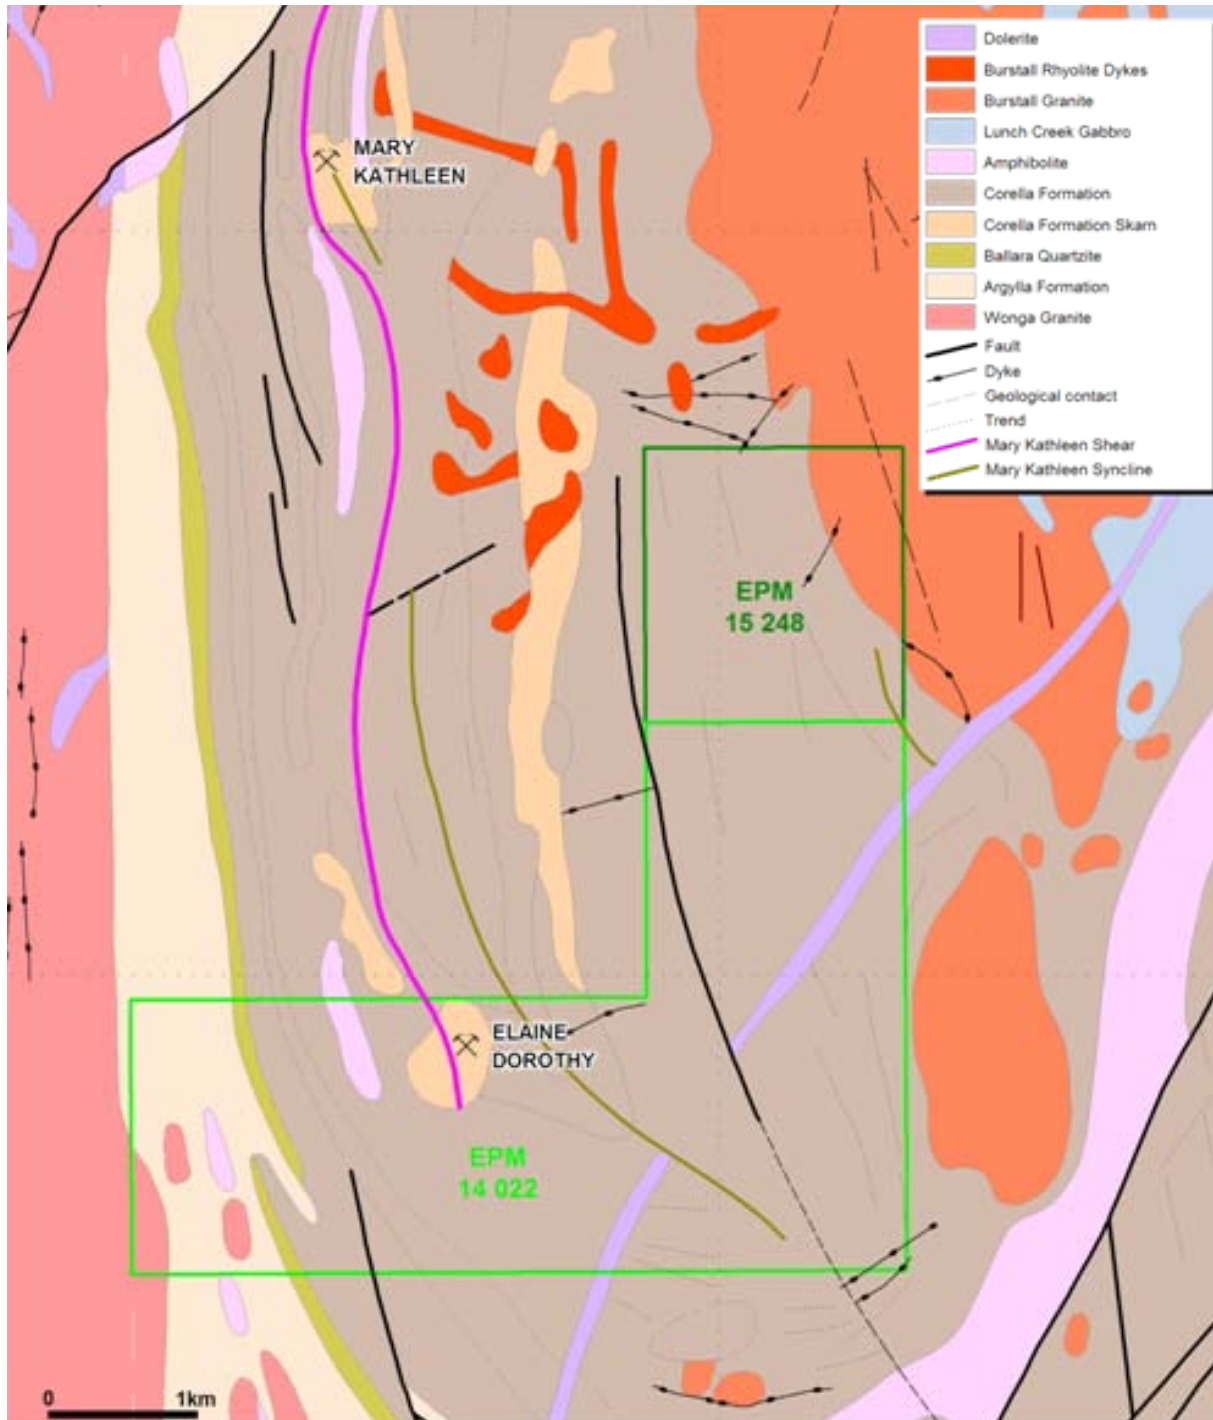 Dolerite
Burstall Rhyolite Dykes
Burstall Granite
Lunch Creek Gabbro
Amphibolite
Corella Formation
Corella Formation Skarn
Ballara Quartzite
Argylla Formation
Wonga Granite
Fault
Dyke
Geological contact
Trend
Mary Kathleen Shear
Mary Kathleen Syncline
MARY
KATHLEEN
EPM
15 248
ELAINE
DOROTHY
EPM
14 022
0 1km